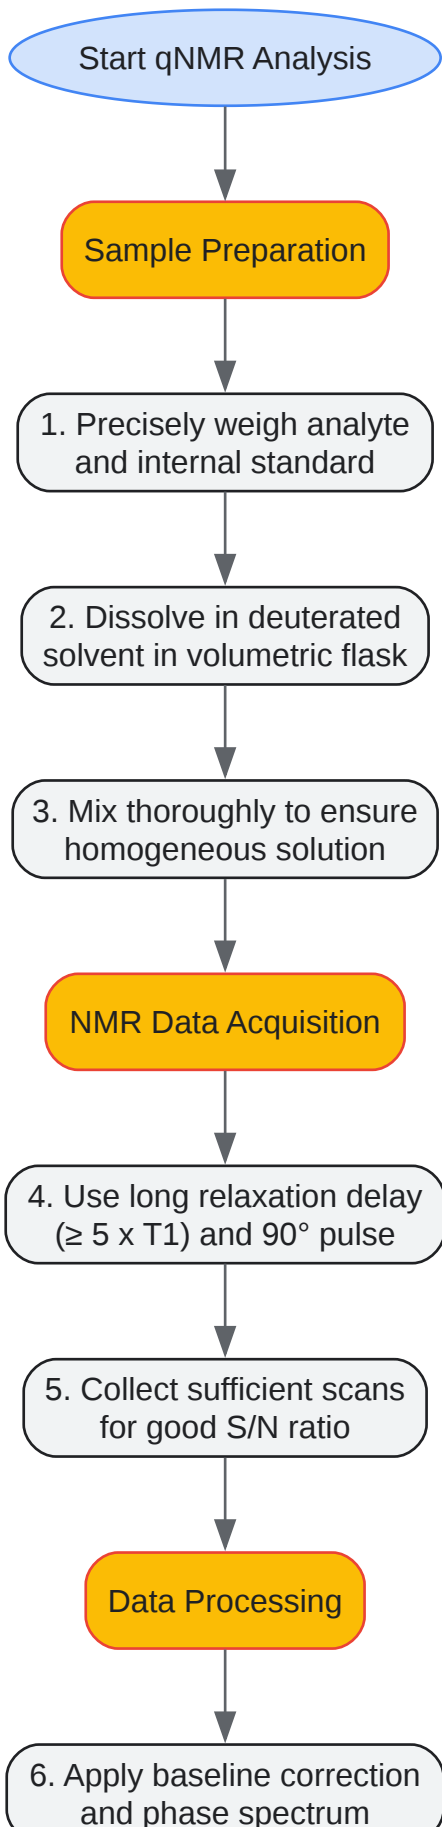 Start qNMR Analysis
Sample Preparation
1. Precisely weigh analyte
and internal standard
2. Dissolve in deuterated
solvent in volumetric flask
3. Mix thoroughly to ensure
homogeneous solution
NMR Data Acquisition
4. Use long relaxation delay
(≥ 5 x T1) and 90° pulse
5. Collect sufficient scans
for good S/N ratio
Data Processing
6. Apply baseline correction
and phase spectrum